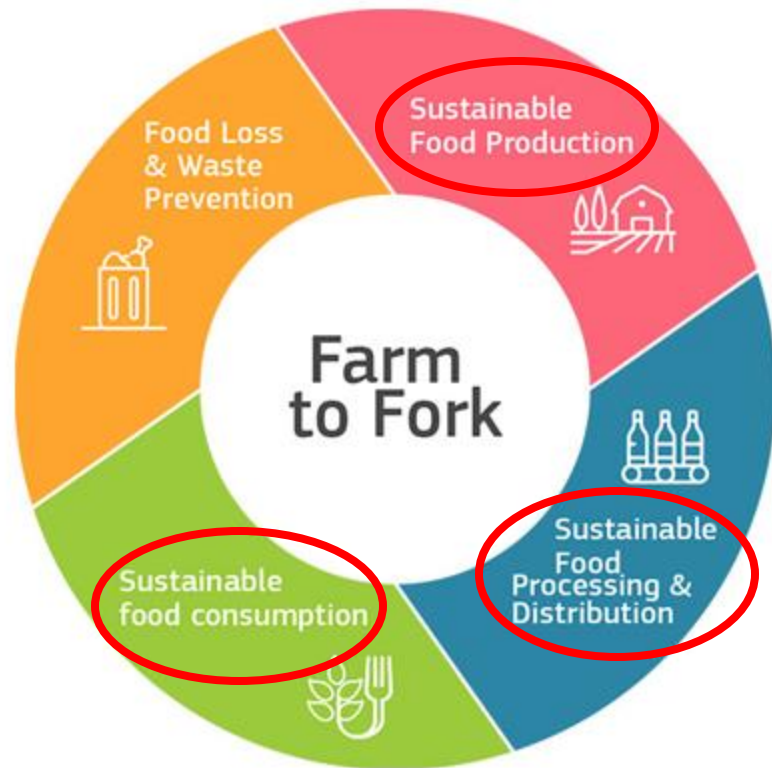 Food Loss
& Waste
Prevention
Sustainable
Food Production
Farm
to Fork
Sustainable
Food
Processing &
Distribution
Sustainable
food consumption